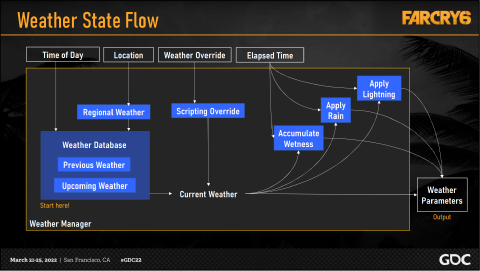 Weather State Flow
FARCRY6
Time of Day
Location
Weather Override
Elapsed Time
Apply
Lightning
Regional Weather
Scripting Override
Apply
Rain
Accumulate
Wetness
Weather Database
Previous Weather
Upcoming Weather
Current Weather
Weather
Parameters
Start here!
Output
Weather Manager
March 21-25, 2022 | San Francisco, CA #GDC22
GDC